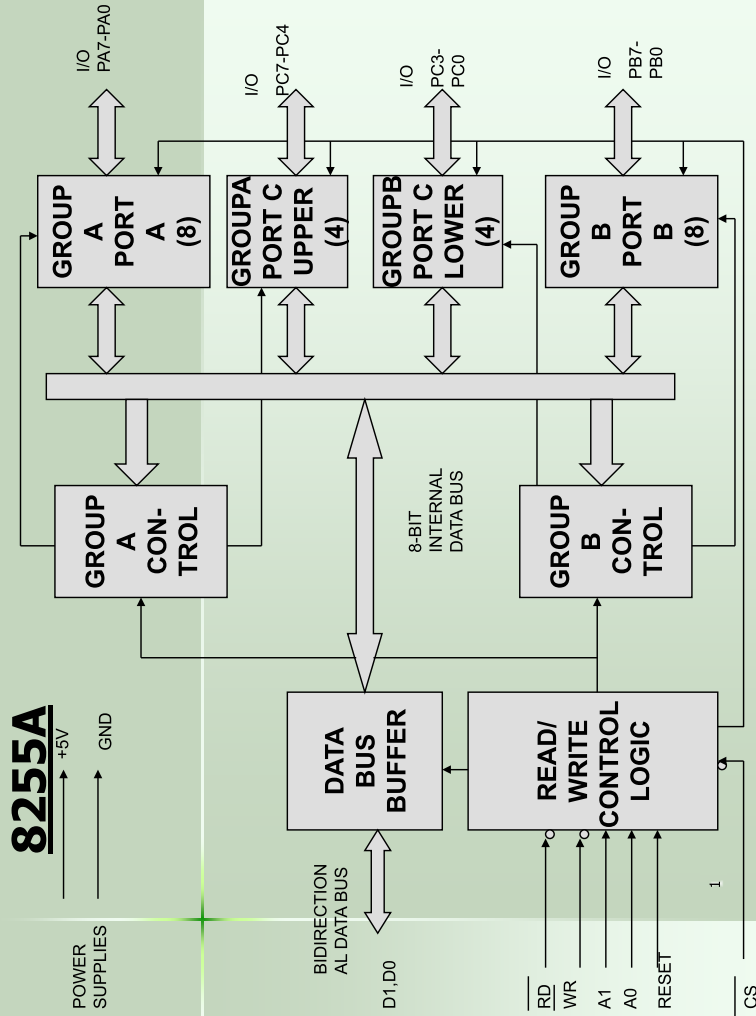 8255A
POWER
SUPPLIES
+5V
GND
BIDIRECTION
AL DATA BUS
D1,D0
DATA
BUS
BUFFER
RD
WR
A1
A0
RESET
CS
READ/
WRITE
CONTROL
LOGIC
1
GROUP
A
CON-
TROL
GROUP
B
CON-
TROL
8-BIT
INTERNAL
DATA BUS
GROUP
A
PORT
A
(8)
GROUPA
PORT C
UPPER
(4)
GROUPB
PORT C
LOWER
(4)
GROUP
B
PORT
B
(8)
I/O
PA7-PA0
I/O
PC7-PC4
I/O
PC3-
PC0
I/O
PB7-
PB0